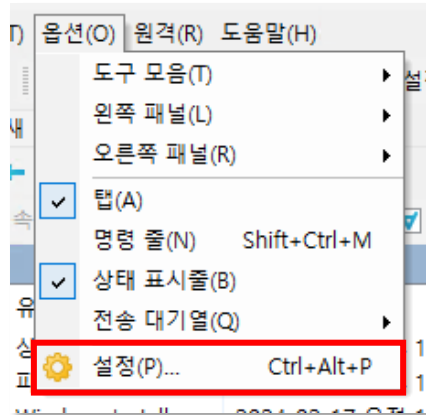 T) 옵션(O) 원격(R) 도움말(H)
도구 모음(T)
왼쪽 패널(L)
오른쪽 패널(R)
새
탭(A)
속
명령 줄(N) Shift+Ctrl+M
상태 표시줄(B)
전송 대기열(Q)
설정(P)... Ctrl+Alt+P